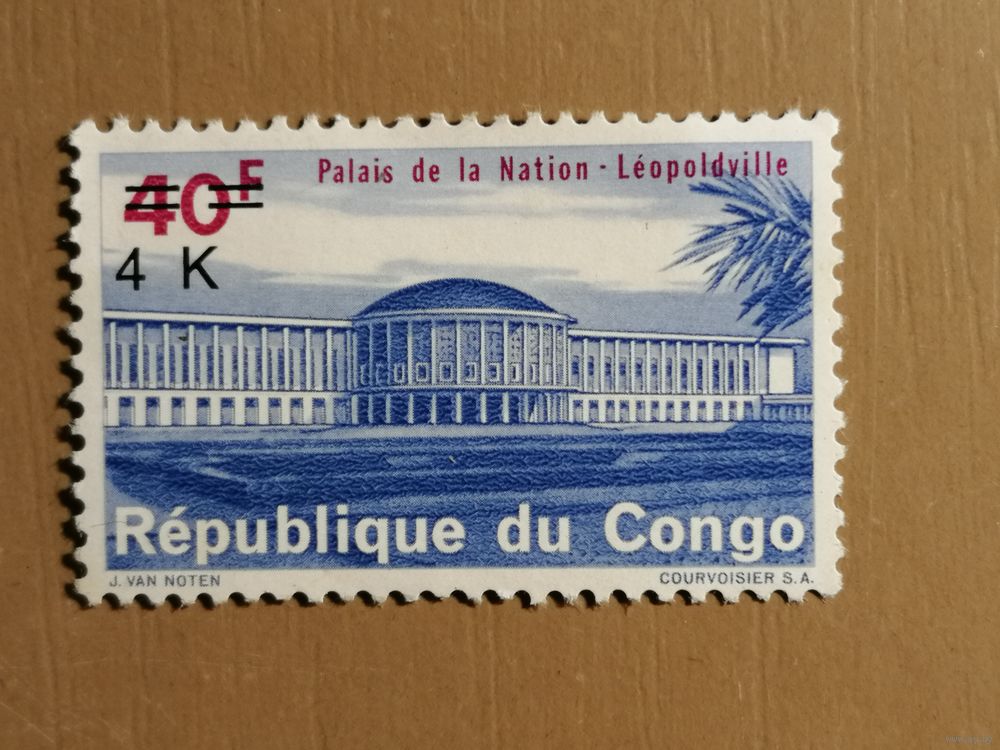 40F
Palais de la Nation - Léopoldville
4 K
République du Congo
J. VAN NOTEN
COURVOISIER S.A.